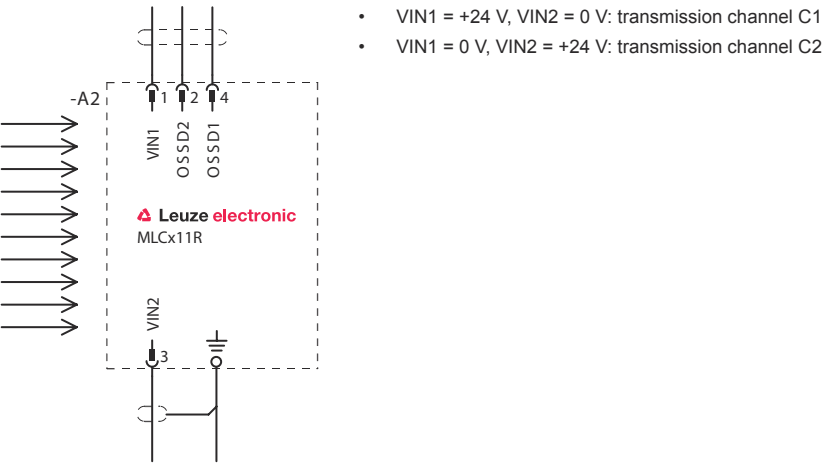 • VIN1 = +24 V, VIN2 = 0 V: transmission channel C1
• VIN1 = 0 V, VIN2 = +24 V: transmission channel C2
-A2
1 2 4
VIN1
OSSD2
OSSD1
Leuze electronic
MLCx11R
VIN2
3